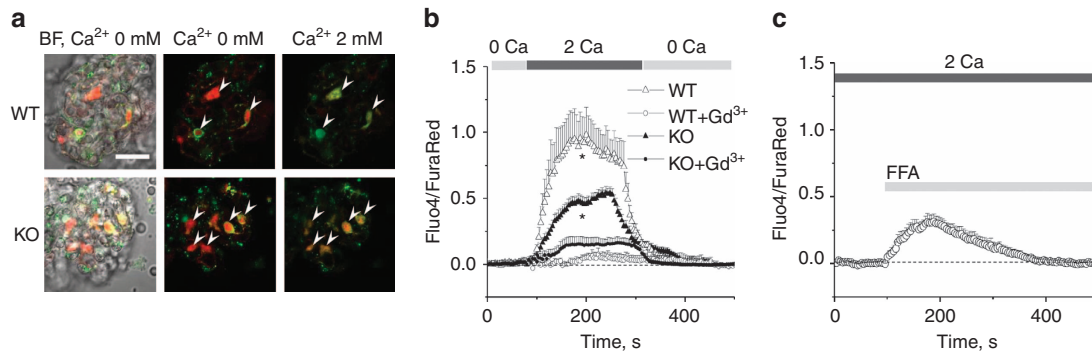 a
BF, Ca²⁺ 0 mM
Ca²⁺ 0 mM
Ca²⁺ 2 mM
WT
KO
b
0 Ca
2 Ca
0 Ca
1.5
1.0
0.5
0.0
Fluo4/FuraRed
WT
WT+Gd³⁺
KO
KO+Gd³⁺
*
*
0
200
400
Time, s
c
2 Ca
FFA
1.5
1.0
0.5
0.0
Fluo4/FuraRed
0
200
400
Time, s